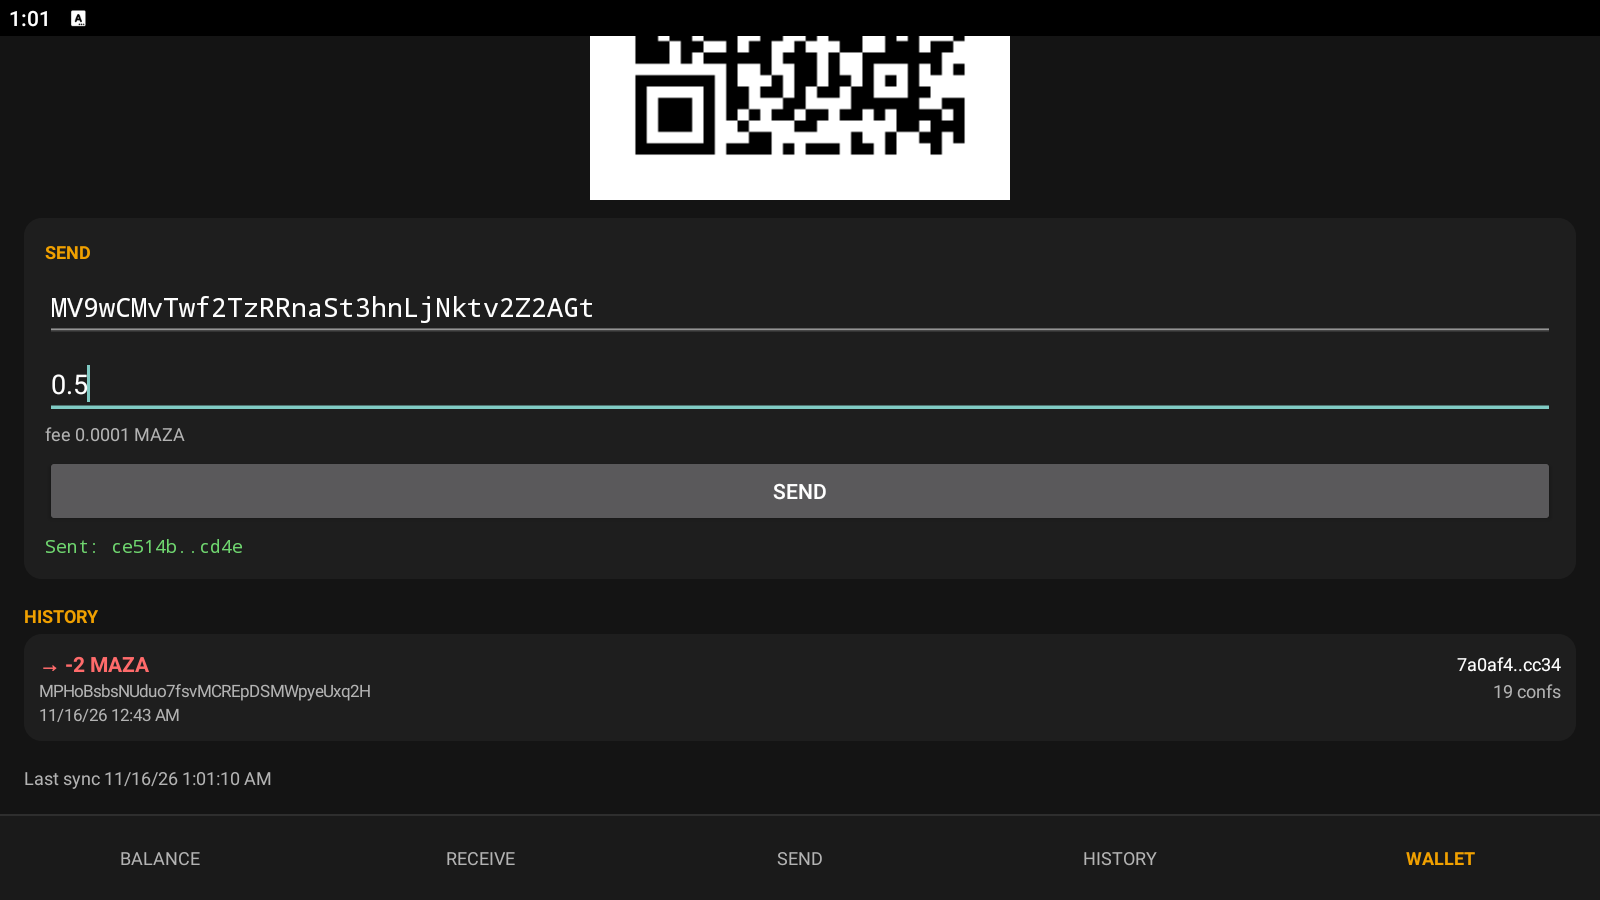 1:01
A
SEND
MV9wCMvTwf2TzRRnaSt3hnLjNktv2Z2AGt
0.5
fee 0.0001 MAZA
SEND
Sent: ce514b..cd4e
HISTORY
→ -2 MAZA
7a0af4..cc34
MPHoBsbsNUduo7fsvMCREpDSMWpyeUxq2H
19 confs
11/16/26 12:43 AM
Last sync 11/16/26 1:01:10 AM
BALANCE RECEIVE SEND HISTORY WALLET